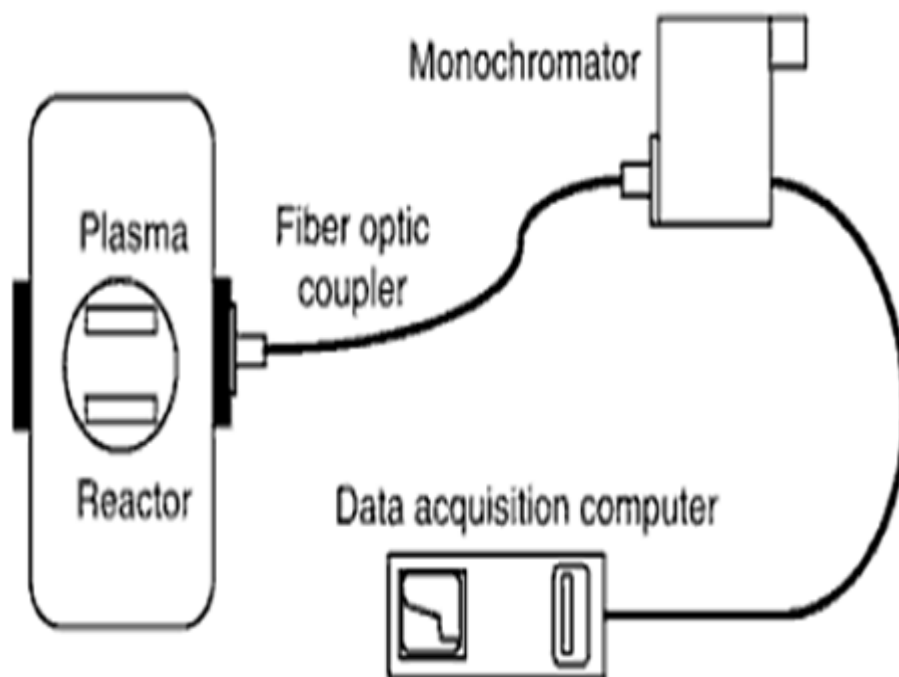 Monochromator
Plasma
Fiber optic
coupler
Reactor
Data acquisition computer